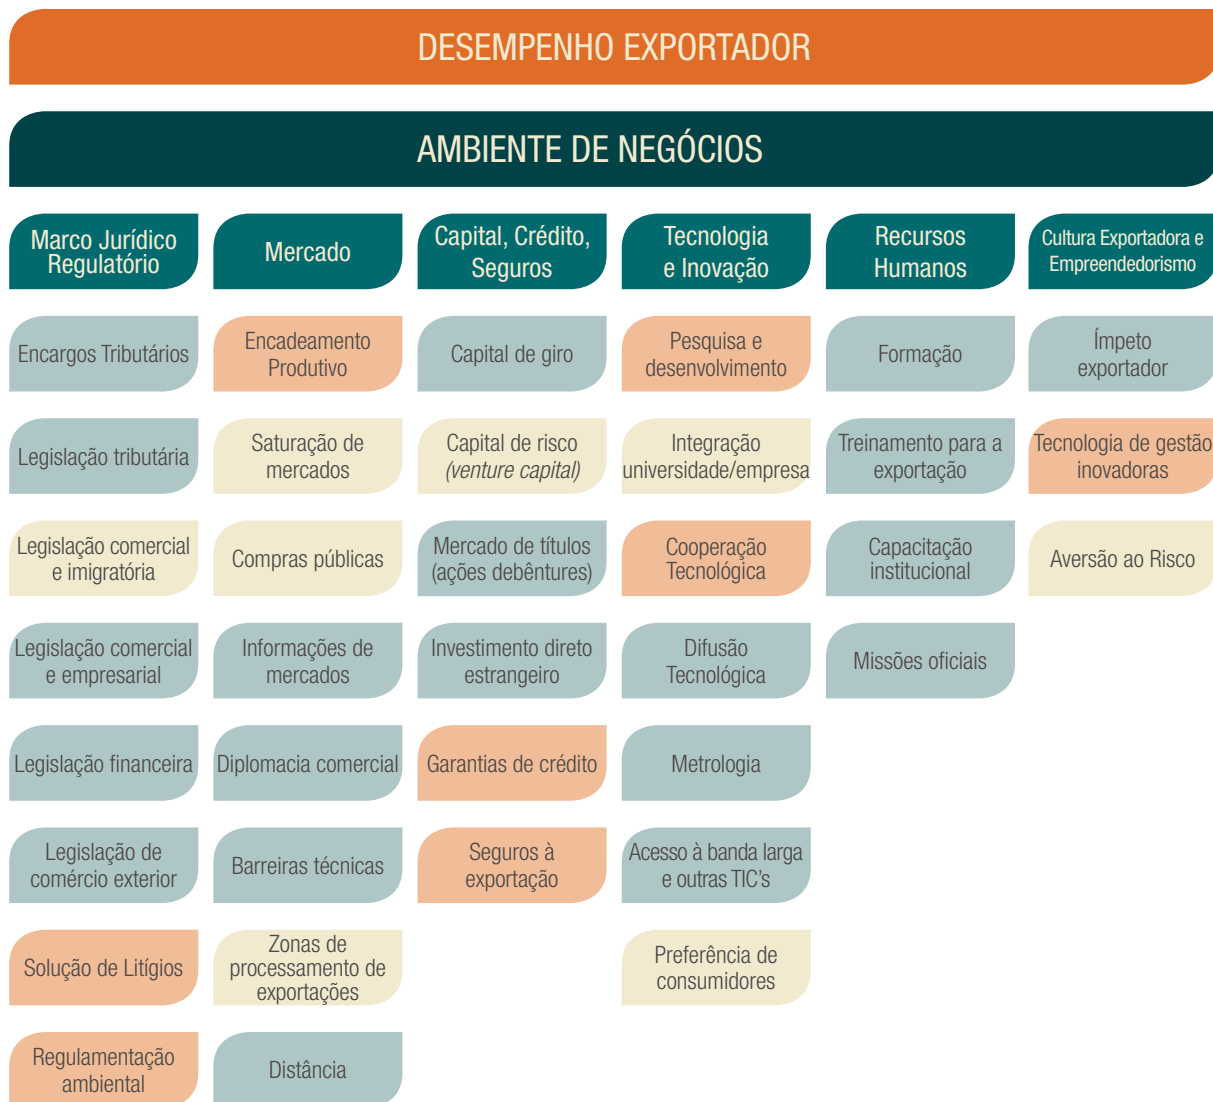 DESEMPENHO EXPORTADOR
AMBIENTE DE NEGÓCIOS
Marco Jurídico
Regulatório
Mercado
Capital, Crédito,
Seguros
Tecnologia
e Inovação
Recursos
Humanos
Cultura Exportadora e
Empreendedorismo
Encargos Tributários
Encadeamento
Produtivo
Capital de giro
Pesquisa e
desenvolvimento
Formação
Ímpeto
exportador
Legislação tributária
Saturação de
mercados
Capital de risco
(venture capital)
Integração
universidade/empresa
Treinamento para a
exportação
Tecnologia de gestão
inovadoras
Legislação comercial
e imigratória
Compras públicas
Mercado de títulos
(ações debêntures)
Cooperação
Tecnológica
Capacitação
institucional
Aversão ao Risco
Legislação comercial
e empresarial
Informações de
mercados
Investimento direto
estrangeiro
Difusão
Tecnológica
Missões oficiais
Legislação financeira
Diplomacia comercial
Garantias de crédito
Metrologia
Legislação de
comércio exterior
Barreiras técnicas
Seguros à
exportação
Acesso à banda larga
e outras TIC's
Solução de Litígios
Zonas de
processamento de
exportações
Preferência de
consumidores
Regulamentação
ambiental
Distância